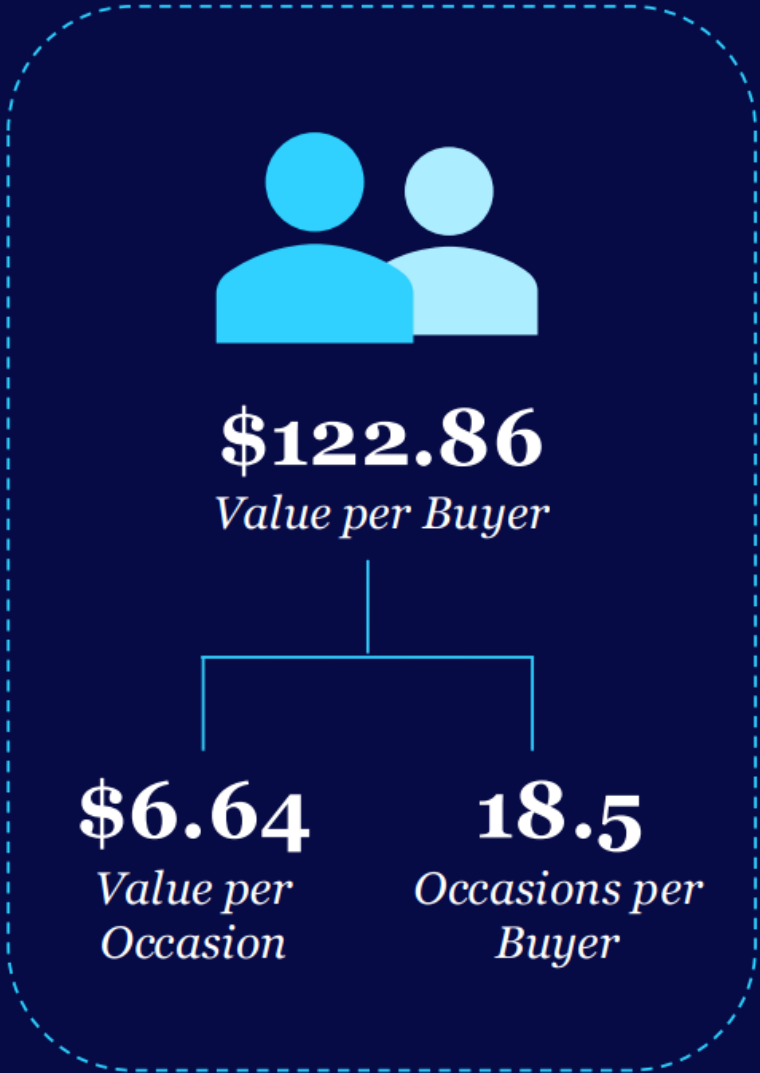 $122.86
Value per Buyer
$6.64
Value per
Occasion
18.5
Occasions per
Buyer